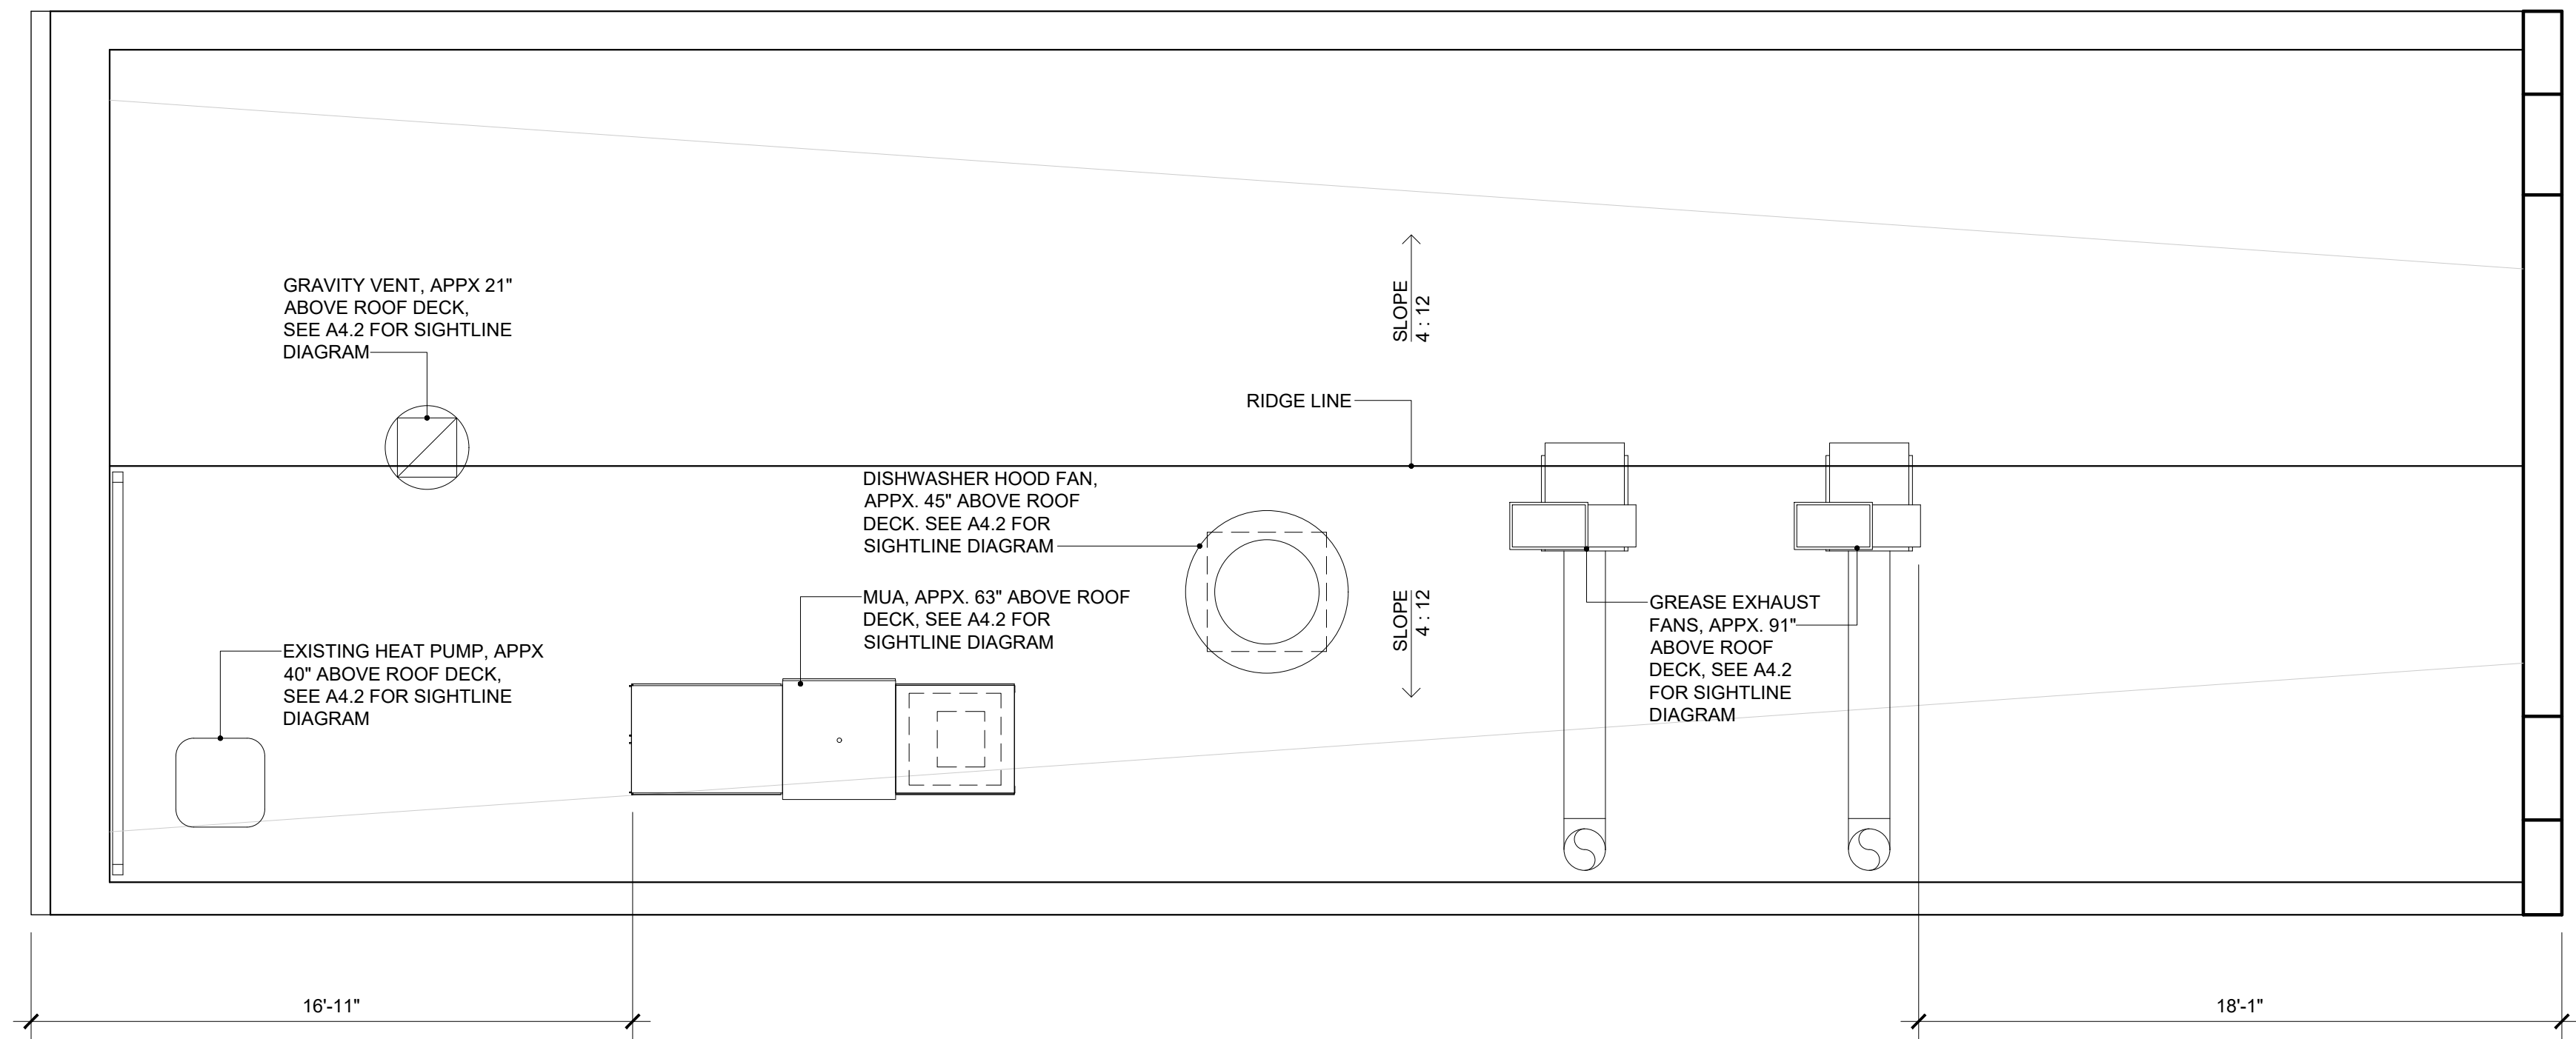 GRAVITY VENT, APPX 21"
ABOVE ROOF DECK,
SEE A4.2 FOR SIGHTLINE
DIAGRAM
SLOPE
4 : 12
RIDGE LINE
DISHWASHER HOOD FAN,
APPX. 45" ABOVE ROOF
DECK. SEE A4.2 FOR
SIGHTLINE DIAGRAM
MUA, APPX. 63" ABOVE ROOF
DECK, SEE A4.2 FOR
SIGHTLINE DIAGRAM
SLOPE
4 : 12
GREASE EXHAUST
FANS, APPX. 91"
ABOVE ROOF
DECK, SEE A4.2
FOR SIGHTLINE
DIAGRAM
EXISTING HEAT PUMP, APPX
40" ABOVE ROOF DECK,
SEE A4.2 FOR SIGHTLINE
DIAGRAM
16'-11"
18'-1"